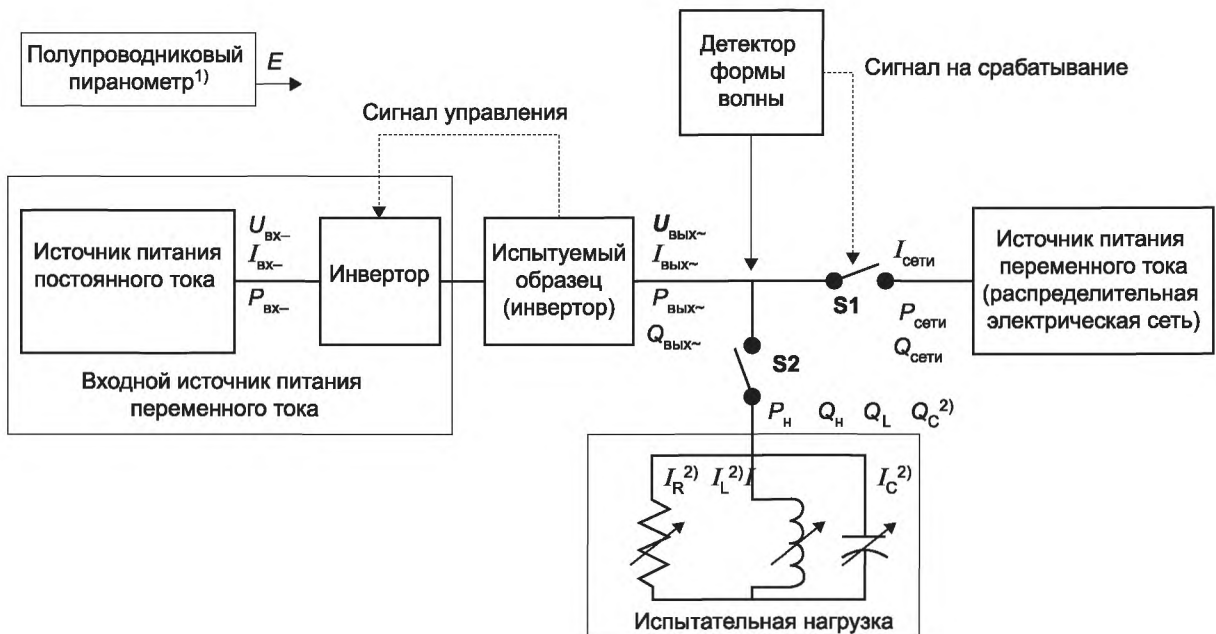 Полупроводниковый
пиранометр1)
E
Детектор
формы
волны
Сигнал на срабатывание
Сигнал управления
Источник питания
постоянного тока
Uвх–
Iвх–
Pвх–
Инвертор
Входной источник питания
переменного тока
Испытуемый
образец
(инвертор)
Uвых~
Iвых~
Pвых~
Qвых~
S1
Iсети
Pсети
Qсети
Источник питания
переменного тока
(распределительная
электрическая сеть)
S2
Pн Qн QL QC2)
IR2) IL2)I IC2)
Испытательная нагрузка